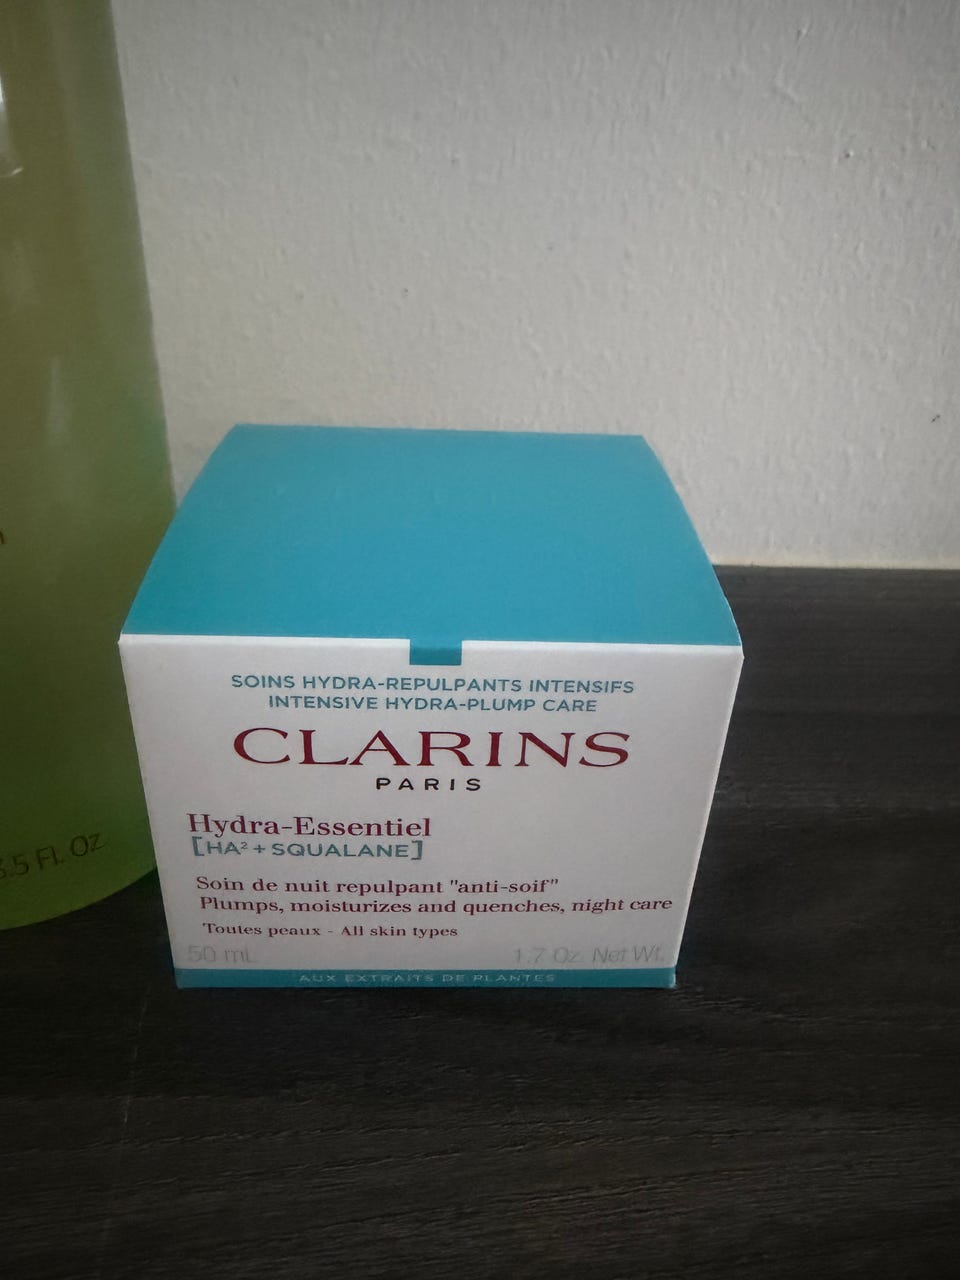 SOINS HYDRA-REPULPANTS INTENSIFS
INTENSIVE HYDRA-PLUMP CARE
CLARINS
PARIS
Hydra-Essentiel
[HA² + SQUALANE]
Soin de nuit repulpant "anti-soif"
Plumps, moisturizes and quenches, night care
Toutes peaux - All skin types
50 mL 1.7 Oz. Net Wt.
AUX EXTRAITS DE PLANTES
.5 Fl. Oz